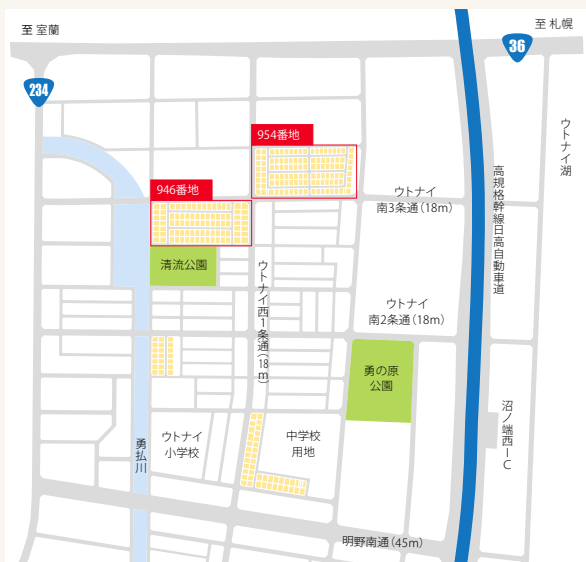 至 室蘭
至 札幌
36
234
954番地
946番地
ウトナイ湖
ウトナイ
南3条通（18m）
高規格幹線日高自動車道
清流公園
ウトナイ西1条通（18m）
ウトナイ
南2条通（18m）
勇の原
公園
沼ノ端西IC
ウトナイ
小学校
中学校
用地
勇払川
明野南通（45m）